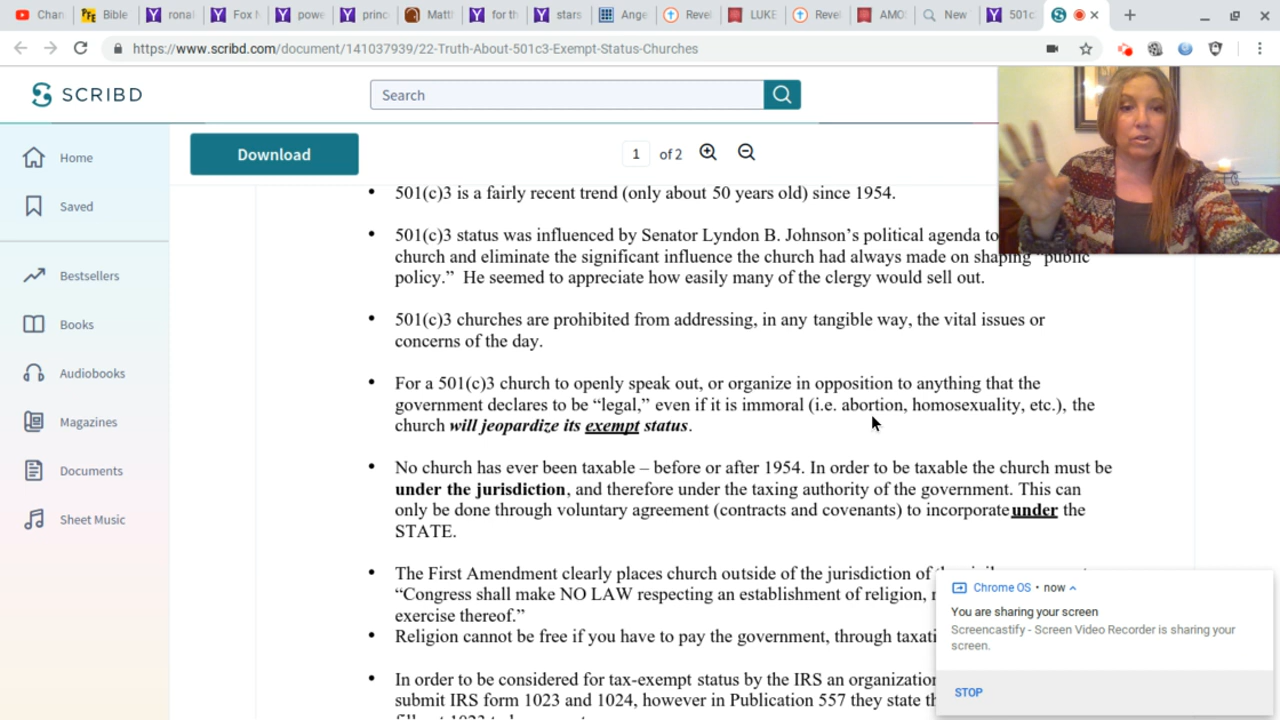 Chan
Bible
rona
Fox N
powe
princ
Matt
for th
stars
Ange
Revel
LUKE
Revel
AMO
New
501c
https://www.scribd.com/document/141037939/22-Truth-About-501c3-Exempt-Status-Churches
SCRIBD
Search
Download
1 of 2
Home
Saved
Bestsellers
Books
Audiobooks
Magazines
Documents
Sheet Music
• 501(c)3 is a fairly recent trend (only about 50 years old) since 1954.
• 501(c)3 status was influenced by Senator Lyndon B. Johnson’s political agenda to
church and eliminate the significant influence the church had always made on shaping “public
policy.” He seemed to appreciate how easily many of the clergy would sell out.
• 501(c)3 churches are prohibited from addressing, in any tangible way, the vital issues or
concerns of the day.
• For a 501(c)3 church to openly speak out, or organize in opposition to anything that the
government declares to be “legal,” even if it is immoral (i.e. abortion, homosexuality, etc.), the
church will jeopardize its exempt status.
• No church has ever been taxable – before or after 1954. In order to be taxable the church must be
under the jurisdiction, and therefore under the taxing authority of the government. This can
only be done through voluntary agreement (contracts and covenants) to incorporate under the
STATE.
• The First Amendment clearly places church outside of the jurisdiction of
“Congress shall make NO LAW respecting an establishment of religion,
exercise thereof.”
• Religion cannot be free if you have to pay the government, through
• In order to be considered for tax-exempt status by the IRS an
submit IRS form 1023 and 1024, however in Publication 557 they state
Chrome OS • now
You are sharing your screen
Screencastify - Screen Video Recorder is sharing your
screen.
STOP